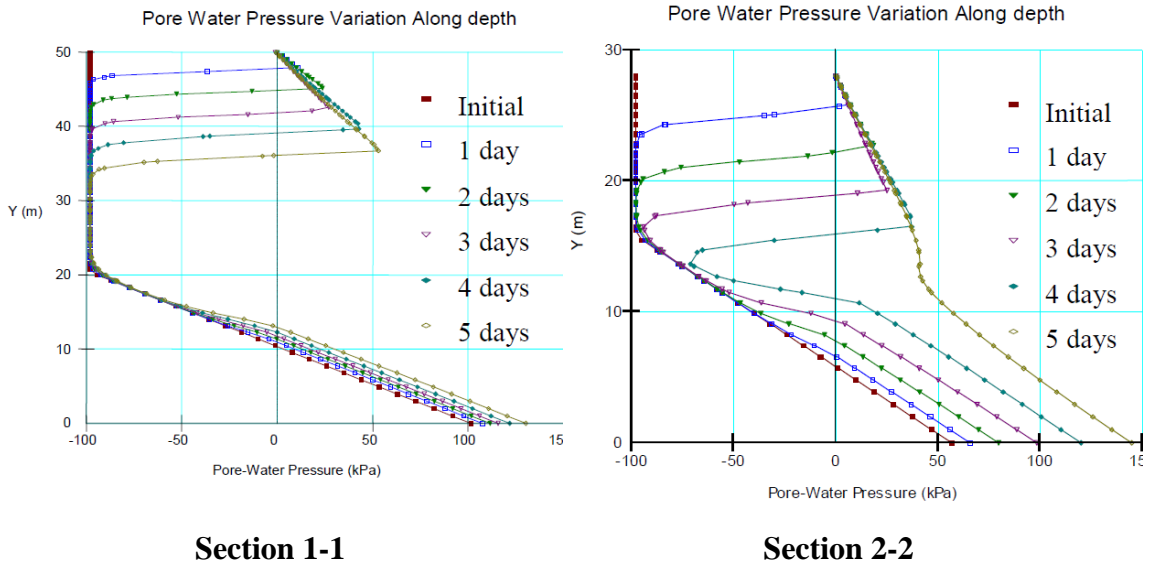 Pore Water Pressure Variation Along depth
50
40
30
20
10
0
Y (m)
-100
-50
0
50
100
15
Pore-Water Pressure (kPa)
Initial
1 day
2 days
3 days
4 days
5 days
Section 1-1
Pore Water Pressure Variation Along depth
30
20
10
0
Y (m)
-100
-50
0
50
100
15
Pore-Water Pressure (kPa)
Initial
1 day
2 days
3 days
4 days
5 days
Section 2-2